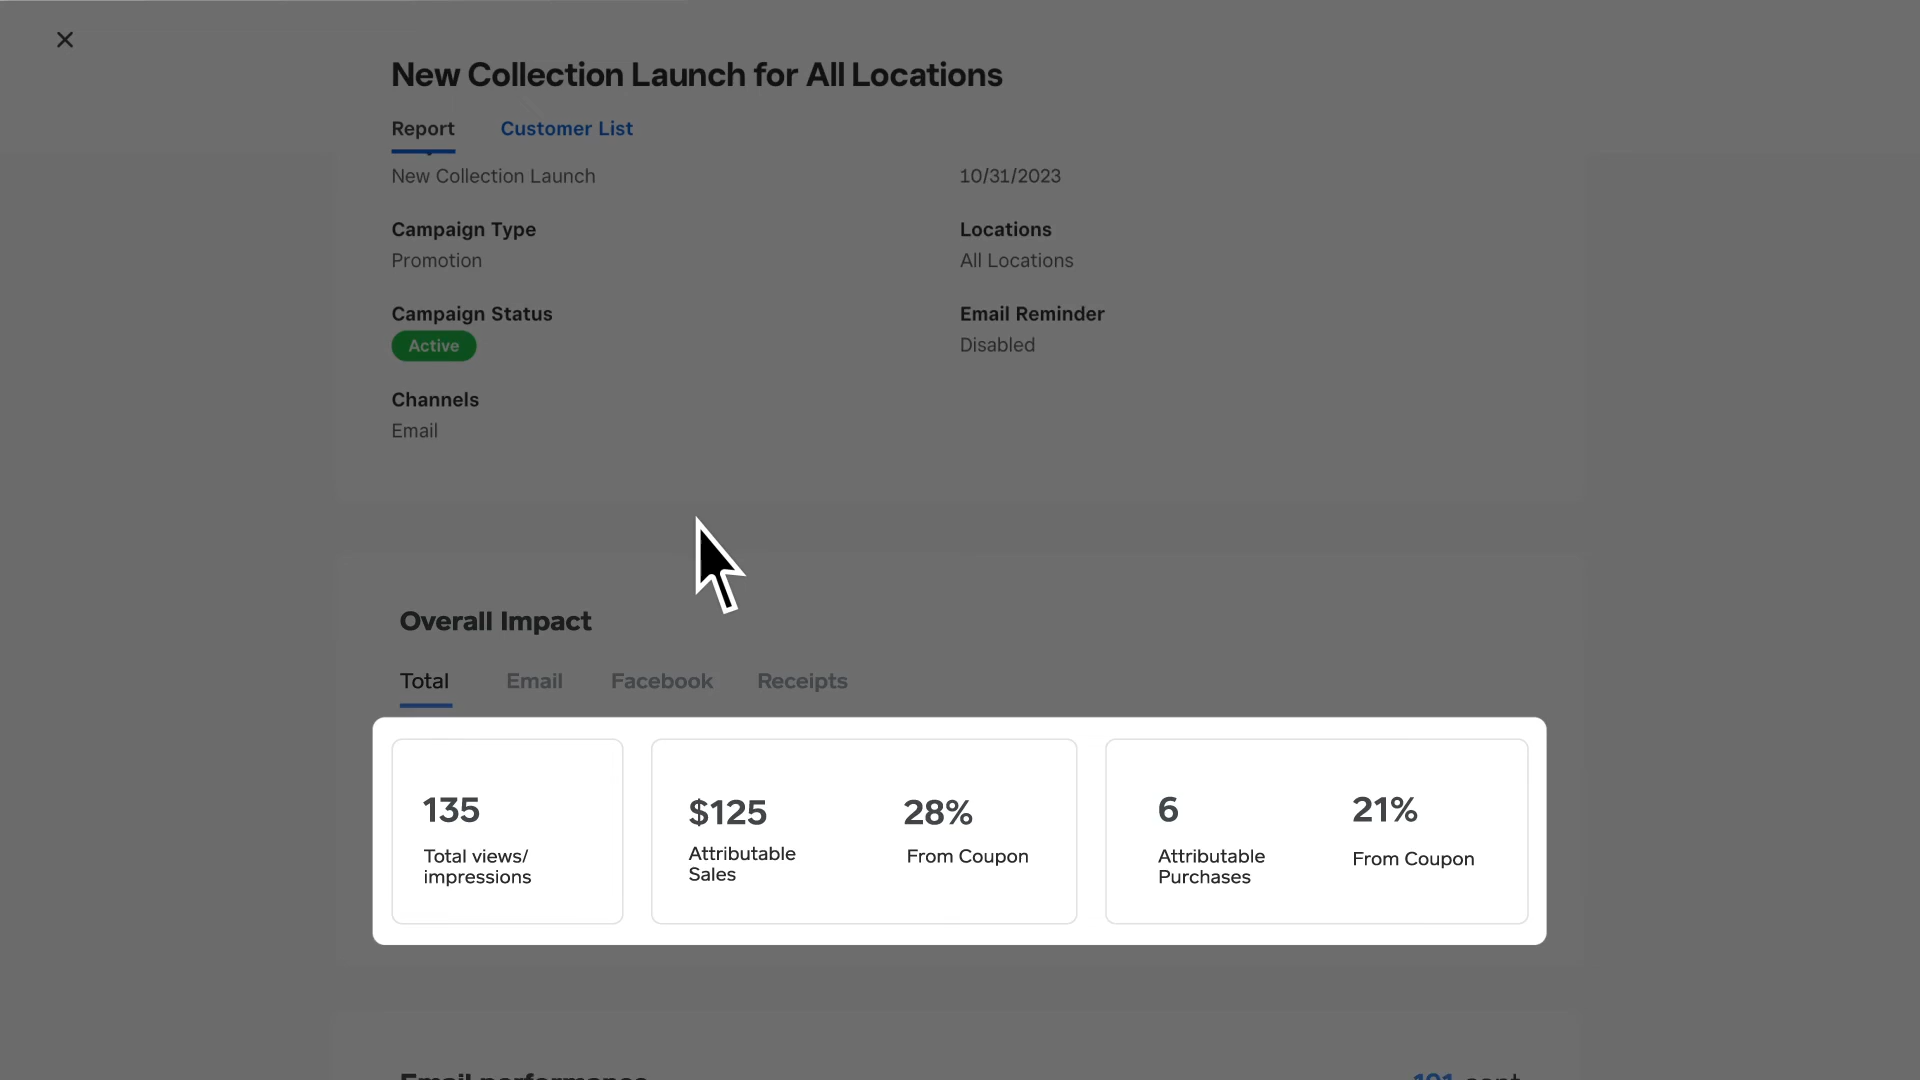 New Collection Launch for All Locations
Report Customer List
New Collection Launch 10/31/2023
Campaign Type Locations
Promotion All Locations
Campaign Status Email Reminder
Active Disabled
Channels
Email
Overall Impact
Total Email Facebook Receipts
135 $125 28% 6 21%
Total views/ Attributable From Coupon Attributable From Coupon
impressions Sales Purchases
Email performance 191 sent